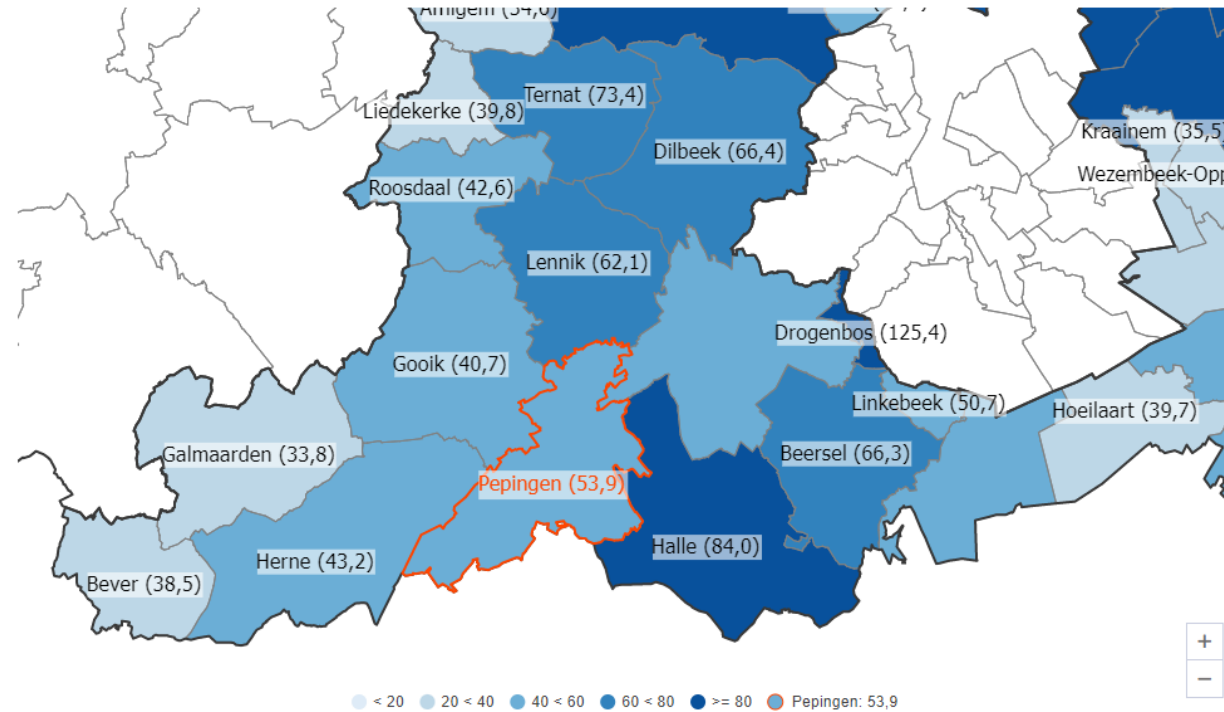 Ternat (73,4)
Liedekerke (39,8)
Kraainem (35,5)
Dilbeek (66,4)
Wezembeek-Opp
Roosdaal (42,6)
Lennik (62,1)
Drogenbos (125,4)
Gooik (40,7)
Linkebeek (50,7)
Hoeilaart (39,7)
Galmaarden (33,8)
Beersel (66,3)
Pepingen (53,9)
Halle (84,0)
Herne (43,2)
Bever (38,5)
+
−
< 20 20 < 40 40 < 60 60 < 80 >= 80 Pepingen: 53,9